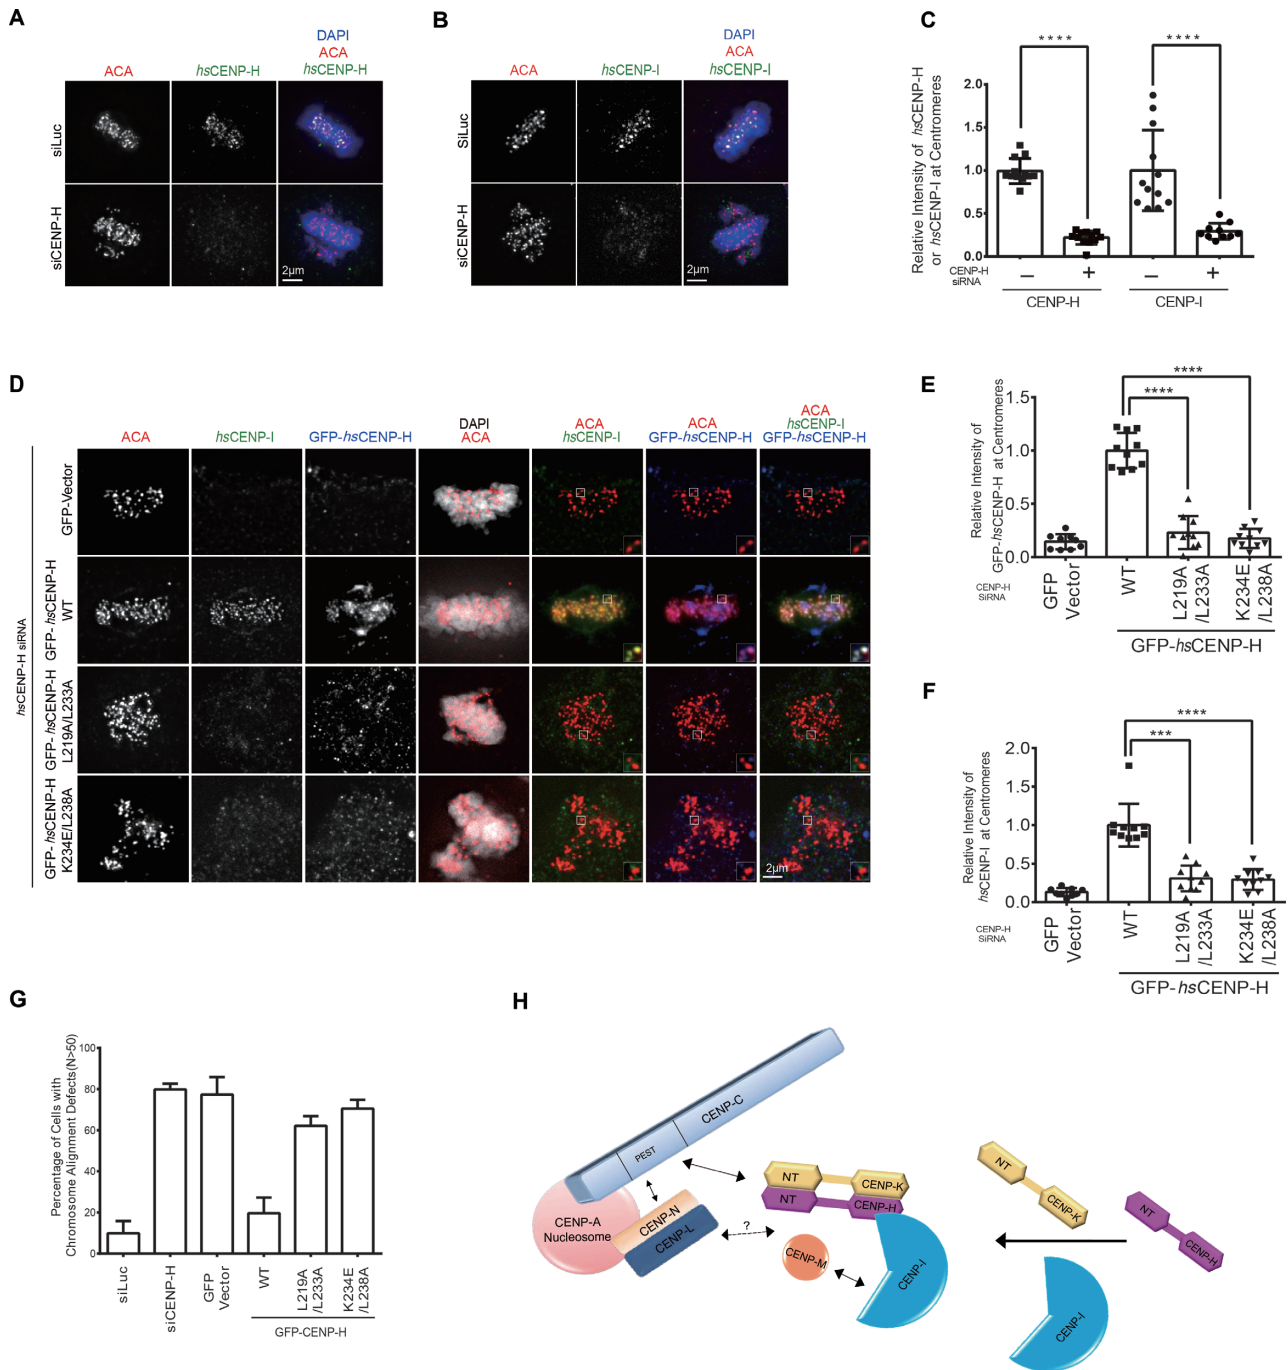 A
DAPI
ACA
ACA hsCENP-H hsCENP-H
siLuc
siCENP-H
2μm
B
DAPI
ACA
ACA hsCENP-I hsCENP-I
SiLuc
siCENP-H
2μm
C
Relative Intensity of hsCENP-H
or hsCENP-I at Centromeres
2.0
1.5
1.0
0.5
0.0
**** ****
CENP-H
siRNA
– + – +
CENP-H CENP-I
D
ACA hsCENP-I GFP-hsCENP-H
DAPI
ACA
ACA
hsCENP-I
ACA
GFP-hsCENP-H
ACA
hsCENP-I
GFP-hsCENP-H
hsCENP-H siRNA
GFP-Vector
GFP- hsCENP-H
WT
GFP- hsCENP-H
L219A/L233A
GFP- hsCENP-H
K234E/L238A
2μm
E
Relative Intensity of
GFP-hsCENP-H at Centromeres
1.5
1.0
0.5
0.0
****
****
CENP-H
SiRNA
GFP
Vector
WT
L219A
/L233A
K234E
/L238A
GFP-hsCENP-H
F
Relative Intensity of
hsCENP-I at Centromeres
2.0
1.5
1.0
0.5
0.0
****
***
CENP-H
SiRNA
GFP
Vector
WT
L219A
/L233A
K234E
/L238A
GFP-hsCENP-H
G
Percentage of Cells with
Chromosome Alignment Defects(N>50)
100
80
60
40
20
0
siLuc
siCENP-H
GFP
Vector
WT
L219A
/L233A
K234E
/L238A
GFP-CENP-H
H
CENP-C
PEST
CENP-A
Nucleosome
CENP-N
CENP-L
?
NT CENP-K
NT CENP-H
CENP-M
CENP-I
NT
CENP-K
NT
CENP-H
CENP-I